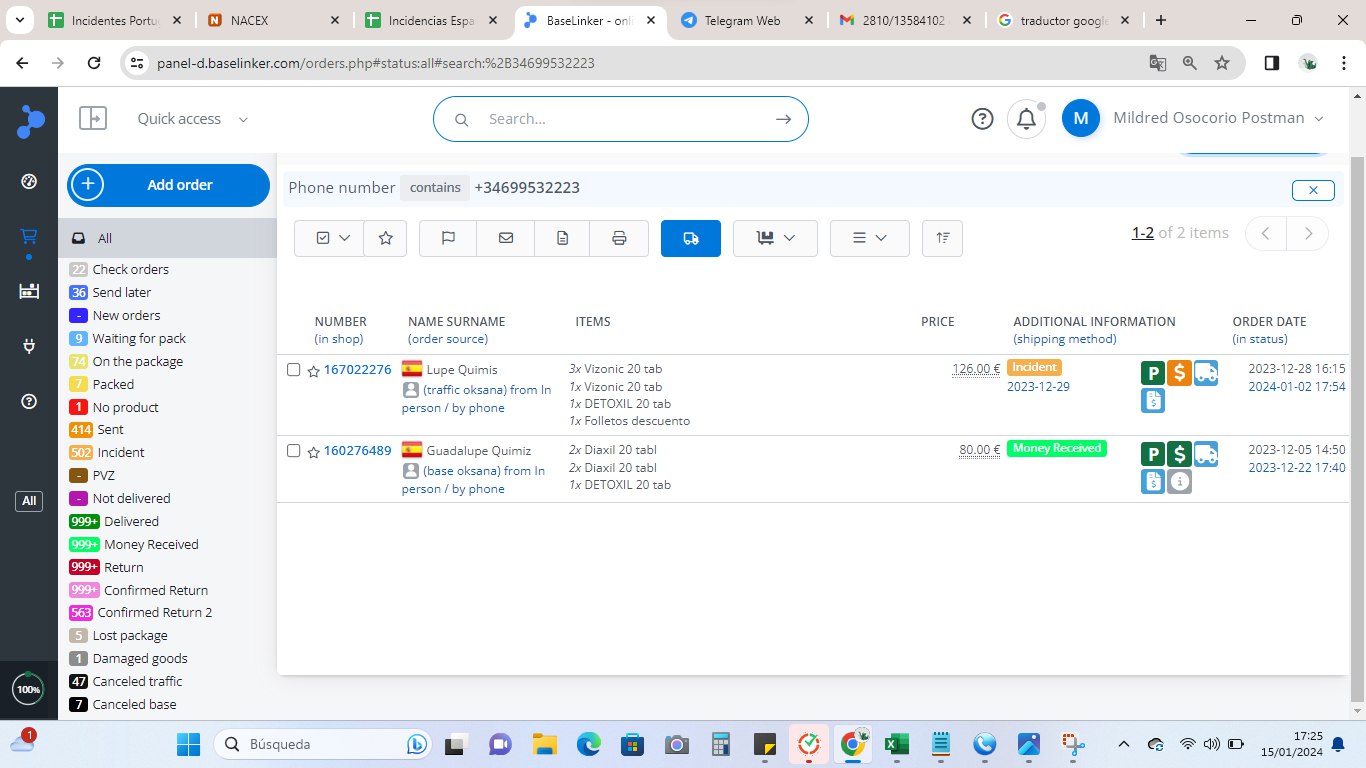 Incidentes Portu
NACEX
Incidencias Espa
BaseLinker - onli
Telegram Web
2810/13584102
traductor google
panel-d.baselinker.com/orders.php#status:all#search:%2B34699532223
Quick access
Search...
M
Mildred Osocorio Postman
Add order
Phone number contains +34699532223
All
1-2 of 2 items
22 Check orders
36 Send later
- New orders
9 Waiting for pack
74 On the package
7 Packed
1 No product
414 Sent
502 Incident
- PVZ
- Not delivered
999+ Delivered
999+ Money Received
999+ Return
999+ Confirmed Return
563 Confirmed Return 2
5 Lost package
1 Damaged goods
47 Canceled traffic
7 Canceled base
All
100%
NUMBER
(in shop)
NAME SURNAME
(order source)
ITEMS
PRICE
ADDITIONAL INFORMATION
(shipping method)
ORDER DATE
(in status)
167022276
Lupe Quimis
(traffic oksana) from In
person / by phone
3x Vizonic 20 tab
1x Vizonic 20 tab
1x DETOXIL 20 tab
1x Folletos descuento
126.00 €
Incident
2023-12-29
P
2023-12-28 16:15
2024-01-02 17:54
160276489
Guadalupe Quimiz
(base oksana) from In
person / by phone
2x Diaxil 20 tabl
2x Diaxil 20 tabl
1x DETOXIL 20 tab
80.00 €
Money Received
P
2023-12-05 14:50
2023-12-22 17:40
1
Búsqueda
17:25
15/01/2024